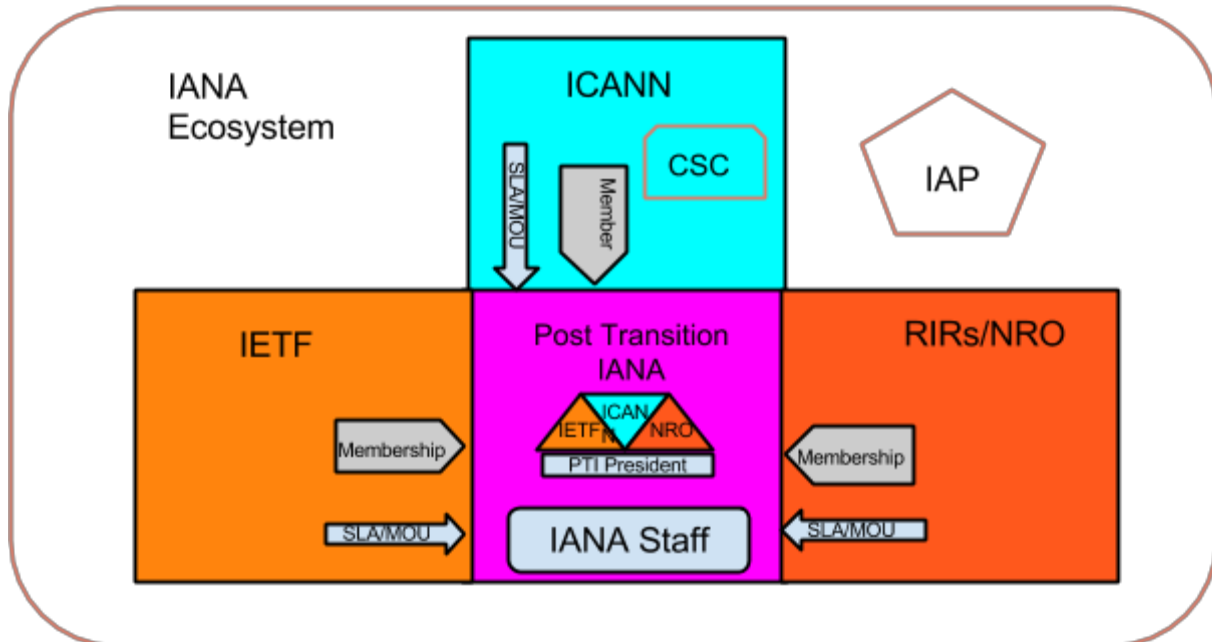 IANA
Ecosystem
ICANN
CSC
IAP
SLA/MOU
Member
IETF
Post Transition
IANA
RIRs/NRO
ICAN
N
IETF
NRO
PTI President
Membership
Membership
SLA/MOU
SLA/MOU
IANA Staff